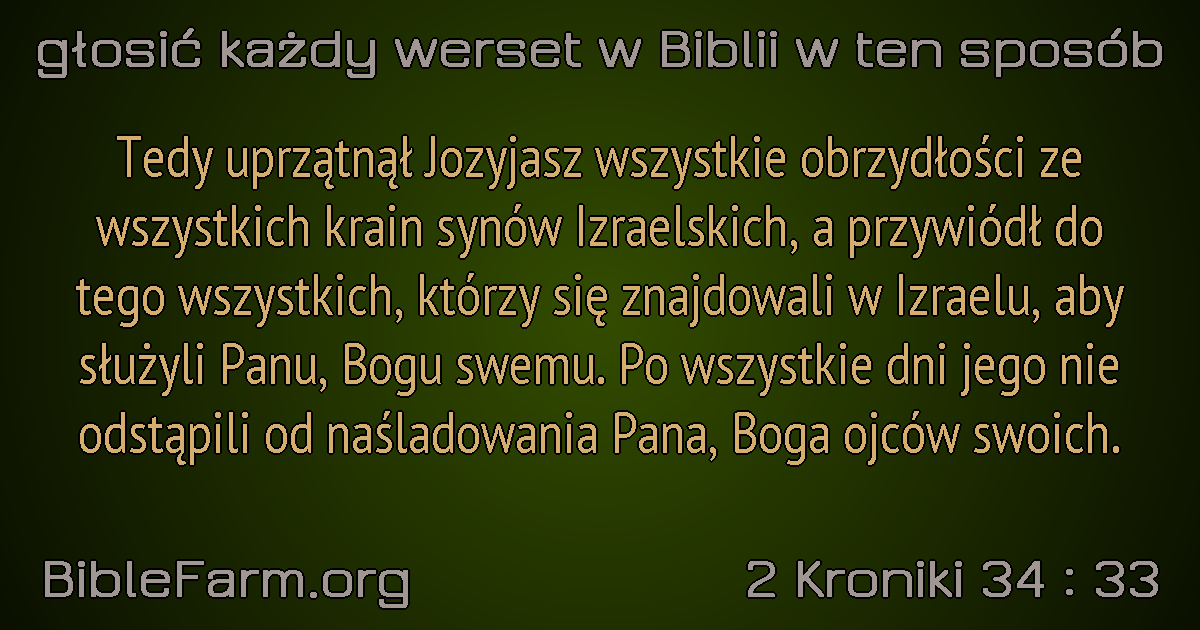 głosić każdy werset w Biblii w ten sposób
Tedy uprzątnął Jozyjasz wszystkie obrzydłości ze
wszystkich krain synów Izraelskich, a przywiódł do
tego wszystkich, którzy się znajdowali w Izraelu, aby
służyli Panu, Bogu swemu. Po wszystkie dni jego nie
odstąpili od naśladowania Pana, Boga ojców swoich.
BibleFarm.org
2 Kroniki 34 : 33